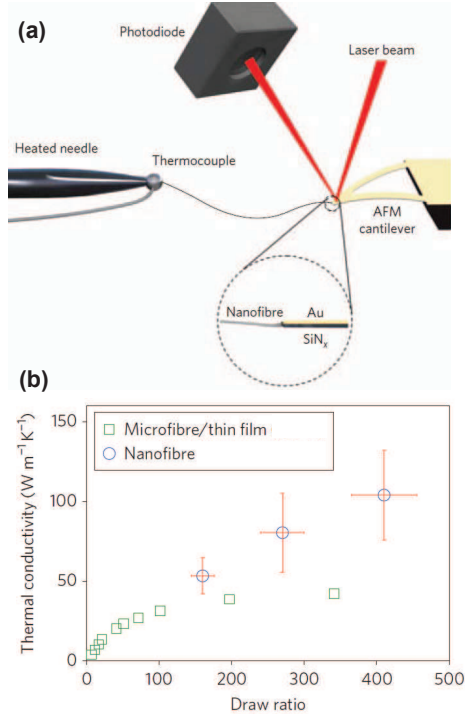 (a)
Photodiode
Laser beam
Heated needle
Thermocouple
AFM
cantilever
Nanofibre
Au
SiNₓ
(b)
Thermal conductivity (W m⁻¹ K⁻¹)
150
100
50
0
Microfibre/thin film
Nanofibre
0
100
200
300
400
500
Draw ratio